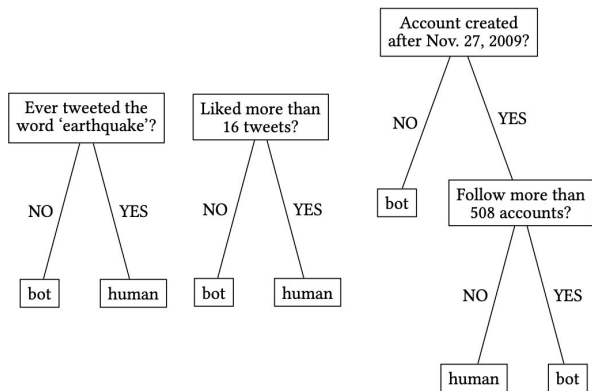 Ever tweeted the
word ‘earthquake’?
NO
YES
bot
human
Liked more than
16 tweets?
NO
YES
bot
human
Account created
after Nov. 27, 2009?
NO
YES
bot
Follow more than
508 accounts?
NO
YES
human
bot